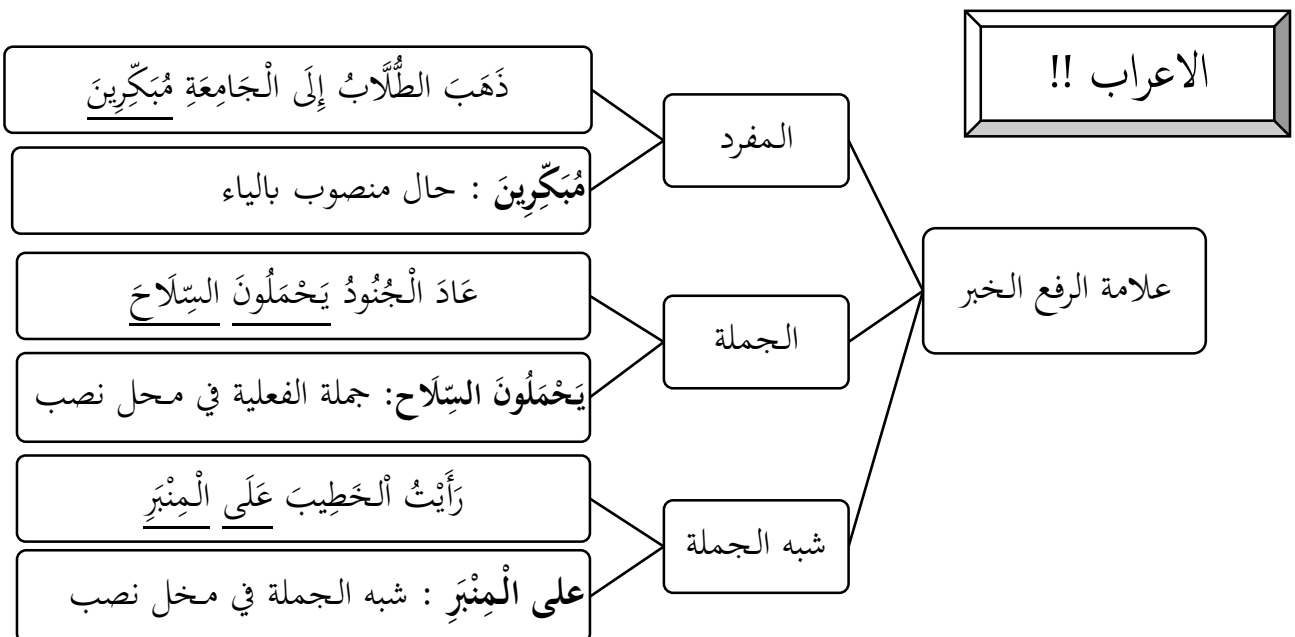 الاعراب !!
علامة الرفع الخبر
المفرد
ذَهَبَ الطُّلَّابُ إِلَى الْجَامِعَةِ مُبَكِّرِينَ
مُبَكِّرِينَ : حال منصوب بالياء
الجملة
عَادَ الْجُنُودُ يَحْمَلُونَ السِّلَاحَ
يَحْمَلُونَ السِّلَاح: جملة الفعلية في محل نصب
شبه الجملة
رَأَيْتُ ٱلخَطِيبَ عَلَى الْمِنْبَرِ
على الْمِنْبَرِ : شبه الجملة في مخل نصب